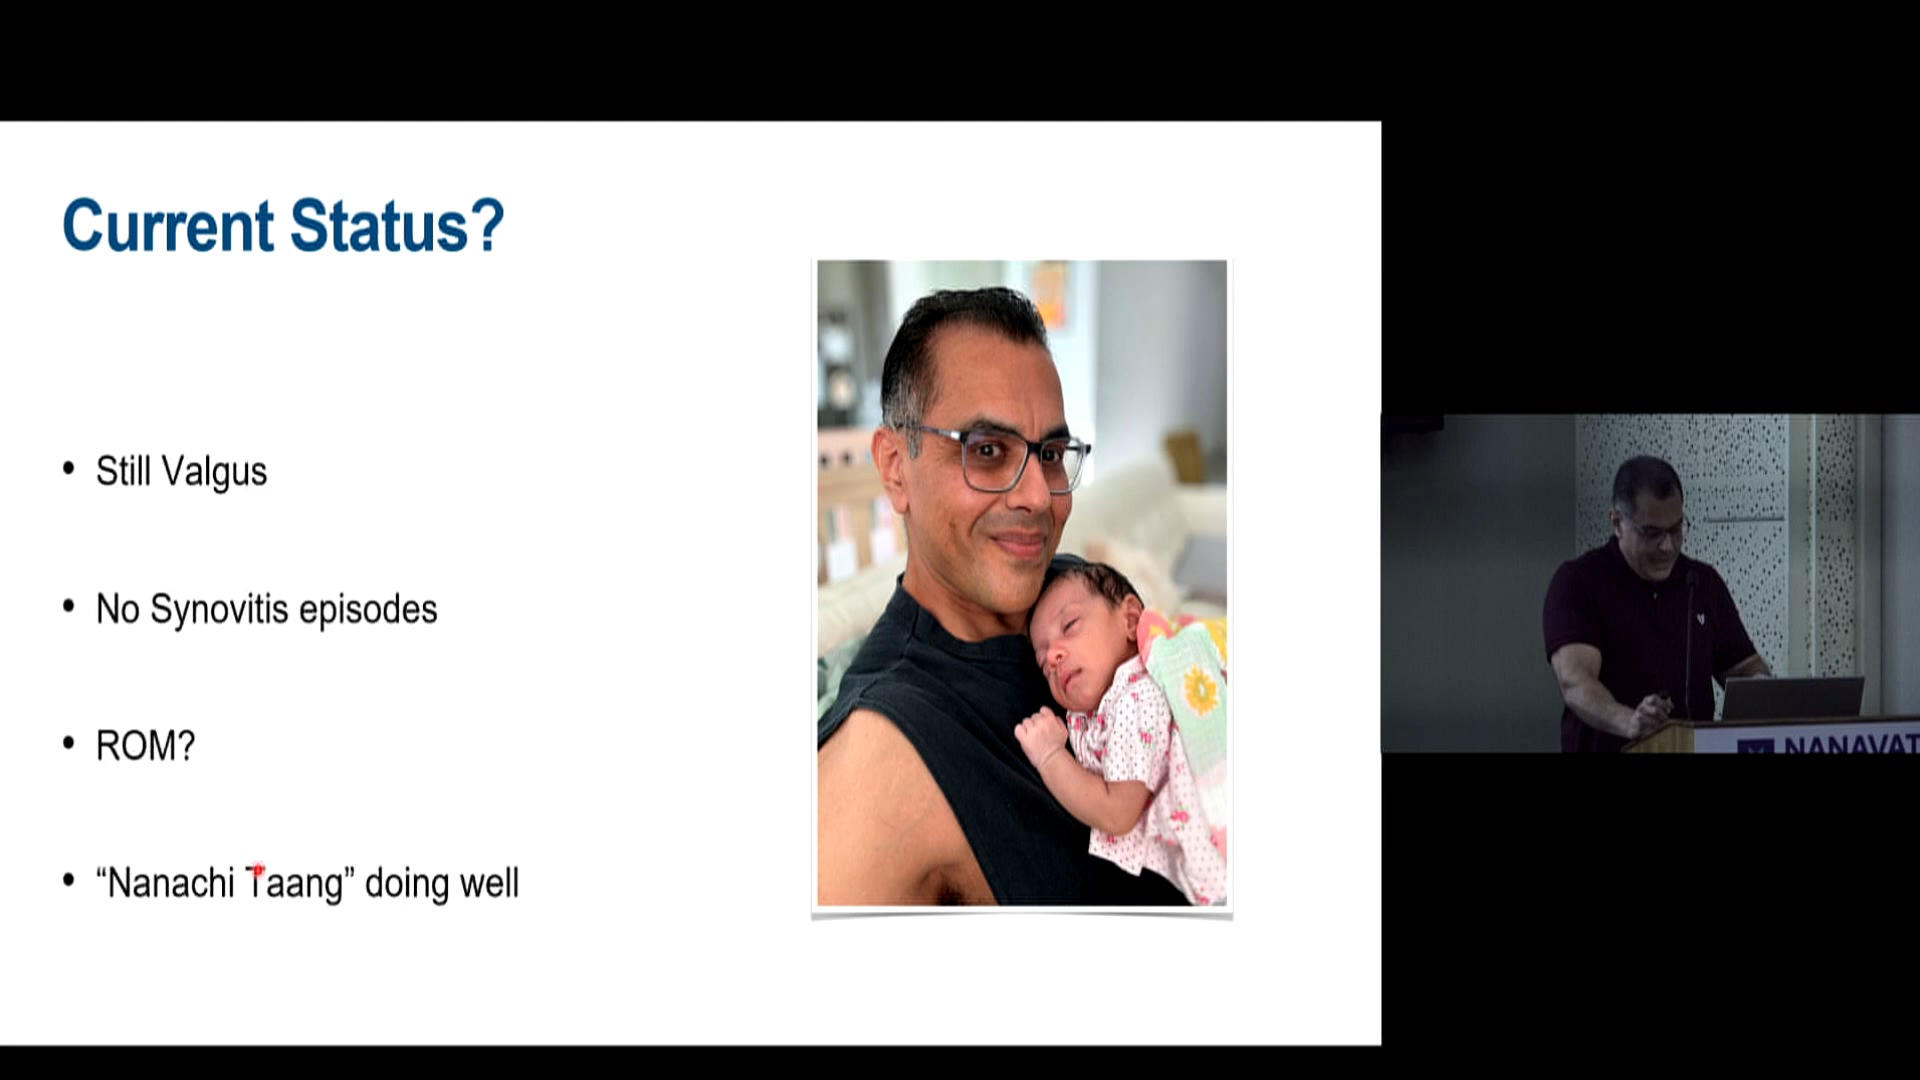 Current Status?
• Still Valgus
• No Synovitis episodes
• ROM?
• “Nanachi Taang” doing well
NANAVAT